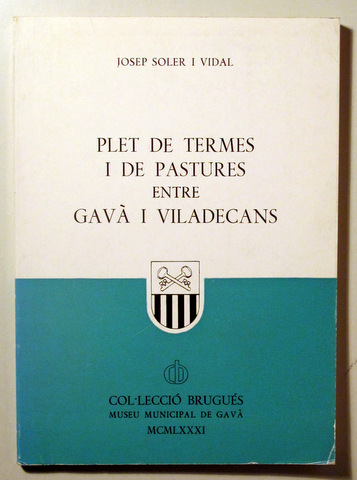 JOSEP SOLER I VIDAL
PLET DE TERMES
I DE PASTURES
ENTRE
GAVÀ I VILADECANS
COL·LECCIÓ BRUGUÉS
MUSEU MUNICIPAL DE GAVÀ
MCMLXXXI